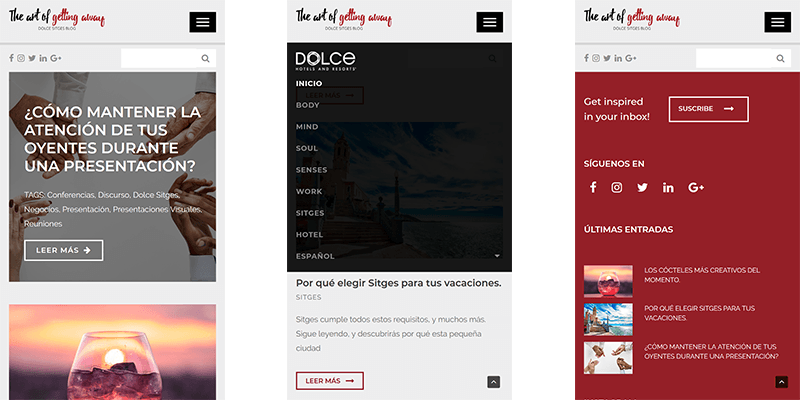 The art of getting away
DOLCE SITGES BLOG
¿CÓMO MANTENER LA
ATENCIÓN DE TUS
OYENTES DURANTE
UNA PRESENTACIÓN?
TAGS: Conferencias, Discurso, Dolce Sitges,
Negocios, Presentación, Presentaciones Visuales,
Reuniones
LEER MÁS
The art of getting away
DOLCE SITGES BLOG
DOLCE
HOTELS AND RESORTS®
INICIO
LEER MÁS
BODY
MIND
SOUL
SENSES
WORK
SITGES
HOTEL
ESPAÑOL
Por qué elegir Sitges para tus vacaciones.
SITGES
Sitges cumple todos estos requisitos, y muchos más.
Sigue leyendo, y descubrirás por qué esta pequeña
ciudad
LEER MÁS
The art of getting away
DOLCE SITGES BLOG
Get inspired
in your inbox!
SUSCRIBE
SÍGUENOS EN
ÚLTIMAS ENTRADAS
LOS CÓCTELES MÁS CREATIVOS DEL
MOMENTO.
POR QUÉ ELEGIR SITGES PARA TUS
VACACIONES.
¿CÓMO MANTENER LA ATENCIÓN DE TUS
OYENTES DURANTE UNA PRESENTACIÓN?